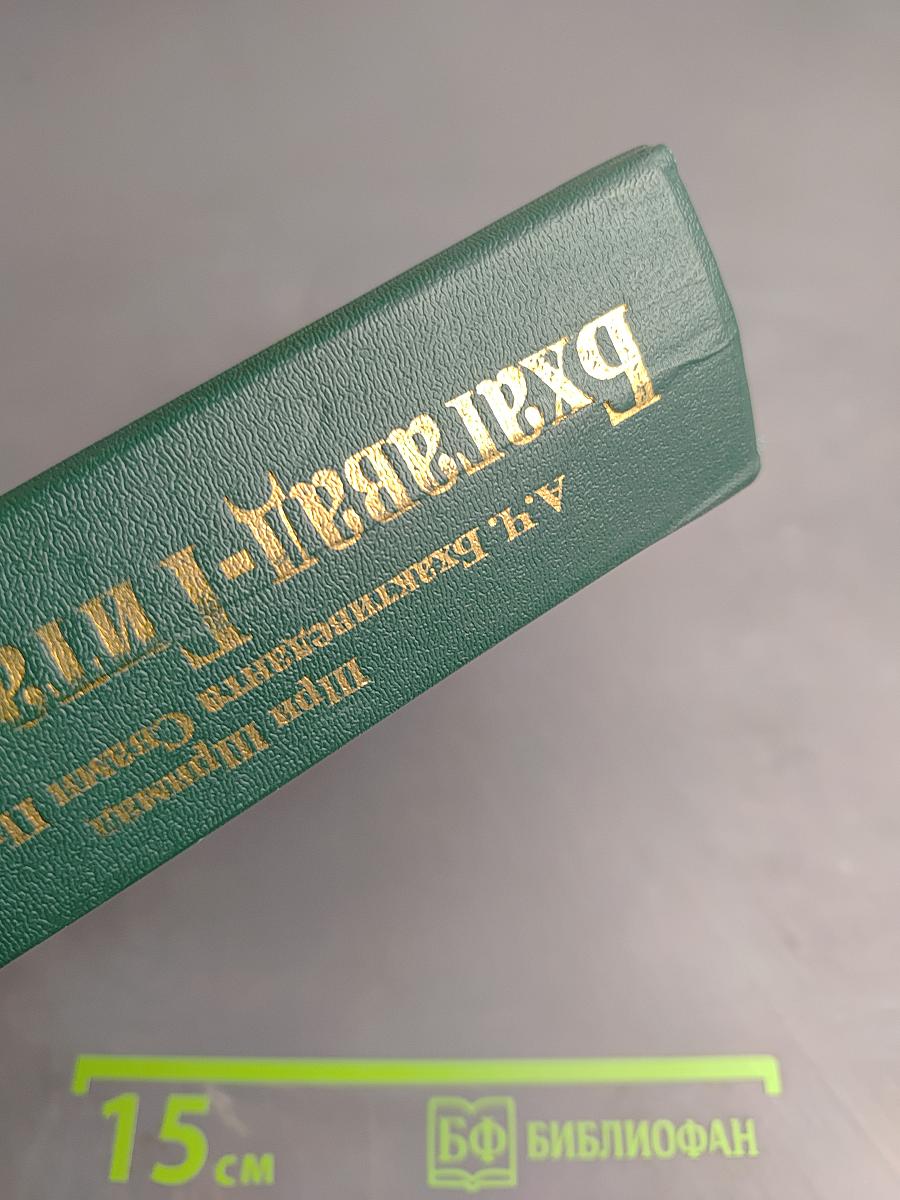 Шри Шримад
А.Ч. Бхактиведанта Свами
Бхагавад-Гита
15 см
БФ БИБЛИОФАН